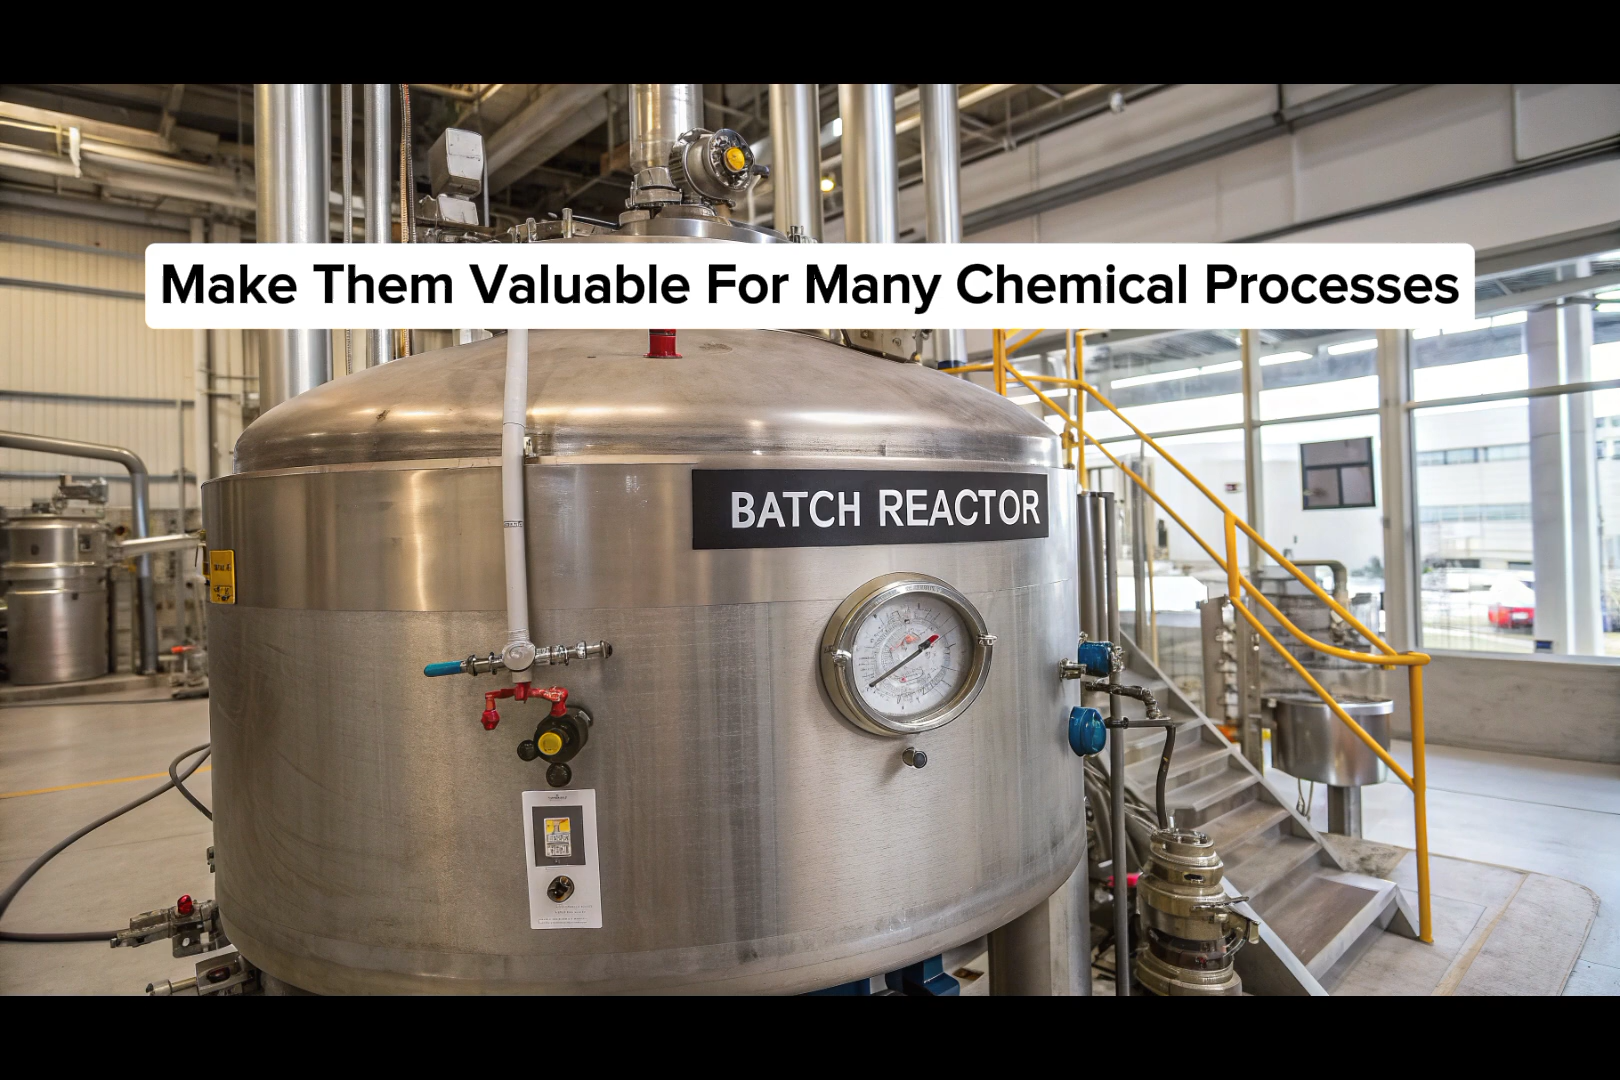 Make Them Valuable For Many Chemical Processes
BATCH REACTOR